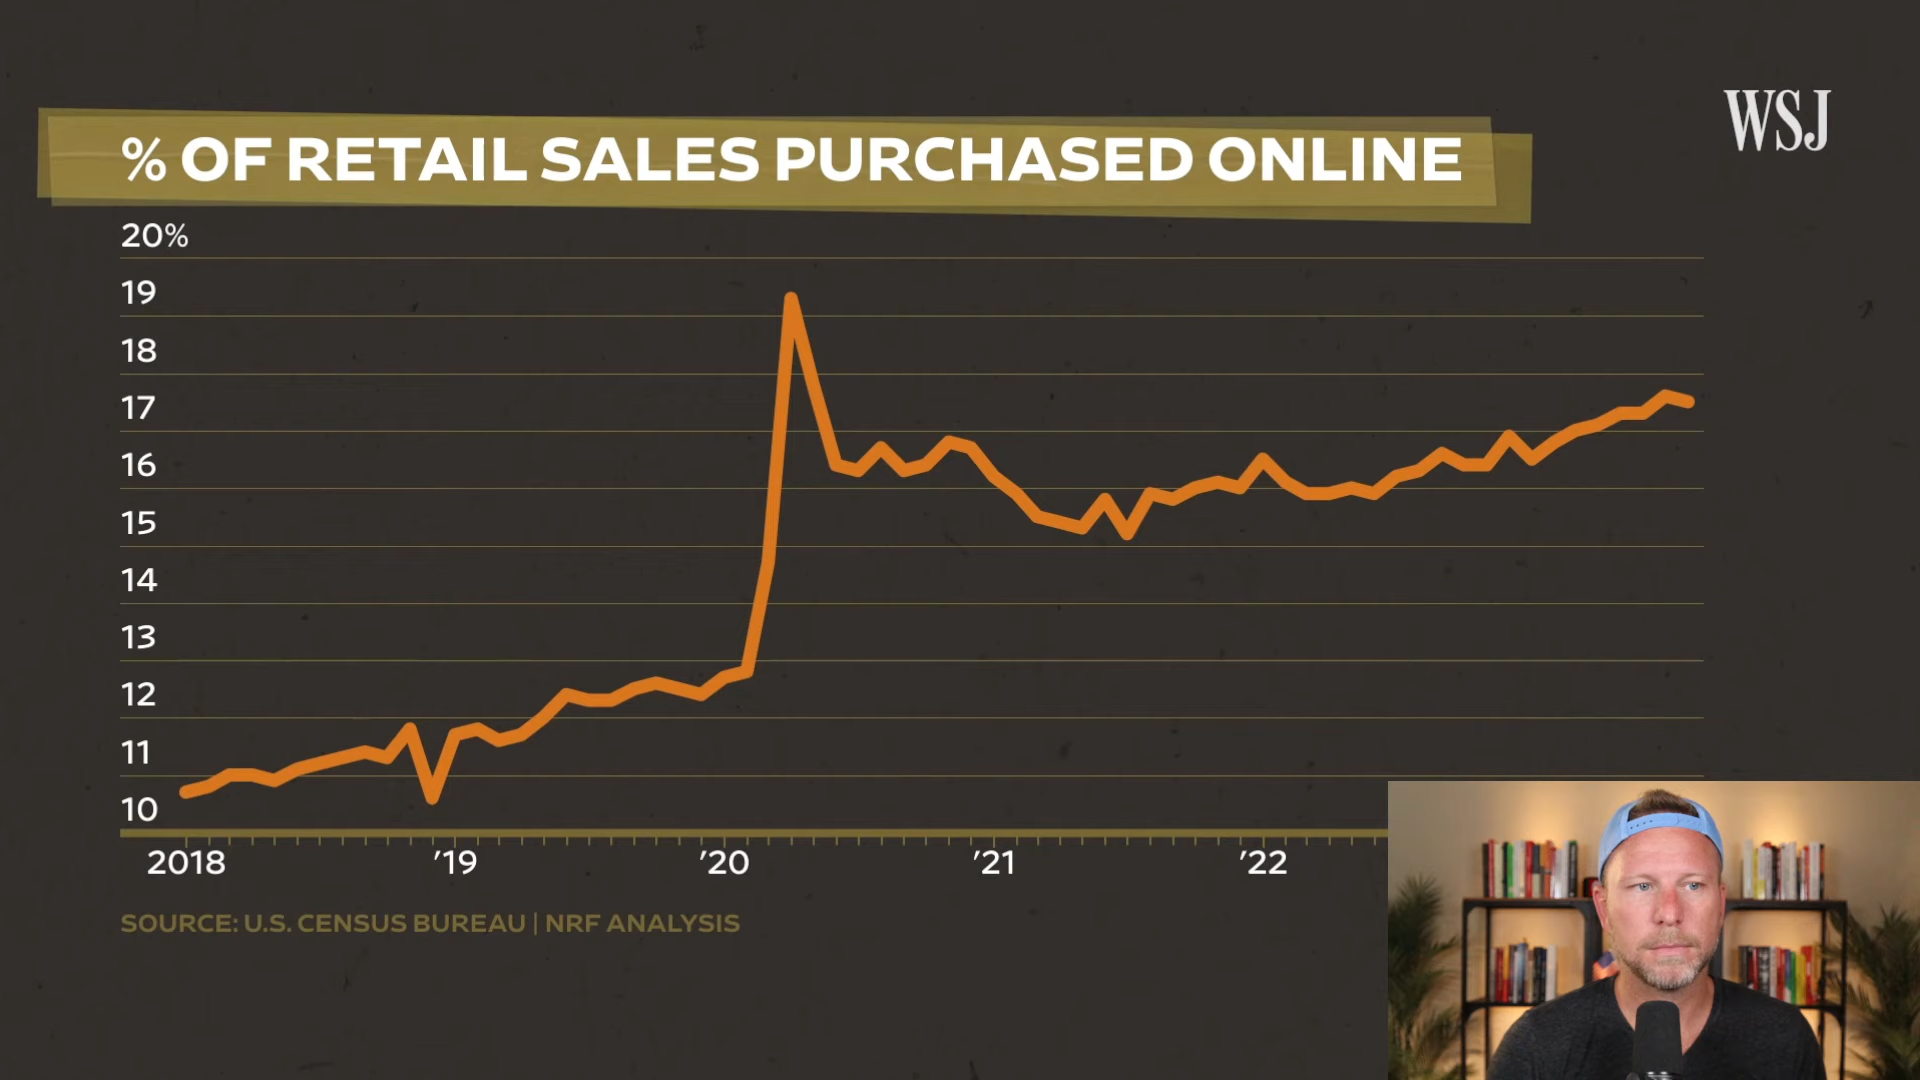 WSJ
% OF RETAIL SALES PURCHASED ONLINE
20%
19
18
17
16
15
14
13
12
11
10
2018 ’19 ’20 ’21 ’22
SOURCE: U.S. CENSUS BUREAU | NRF ANALYSIS